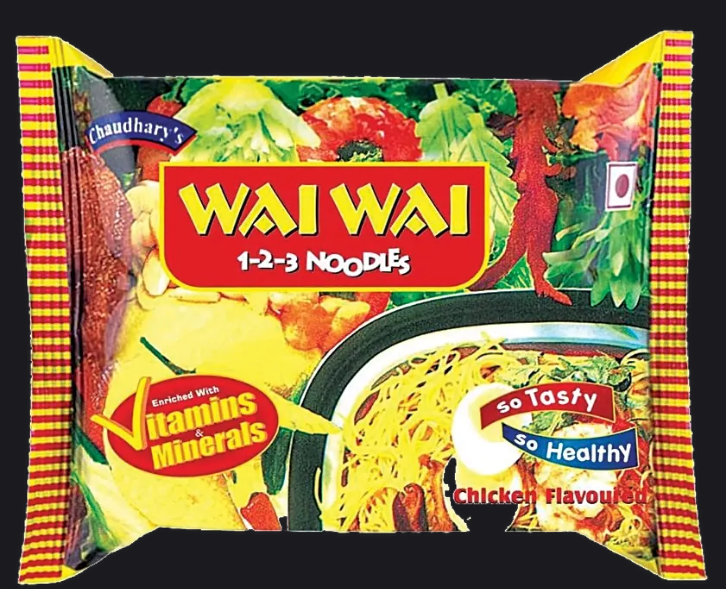 Chaudhary's
WAI WAI
1-2-3 NOODLES
Enriched With
Vitamins
&
Minerals
so Tasty
so Healthy
Chicken Flavoured